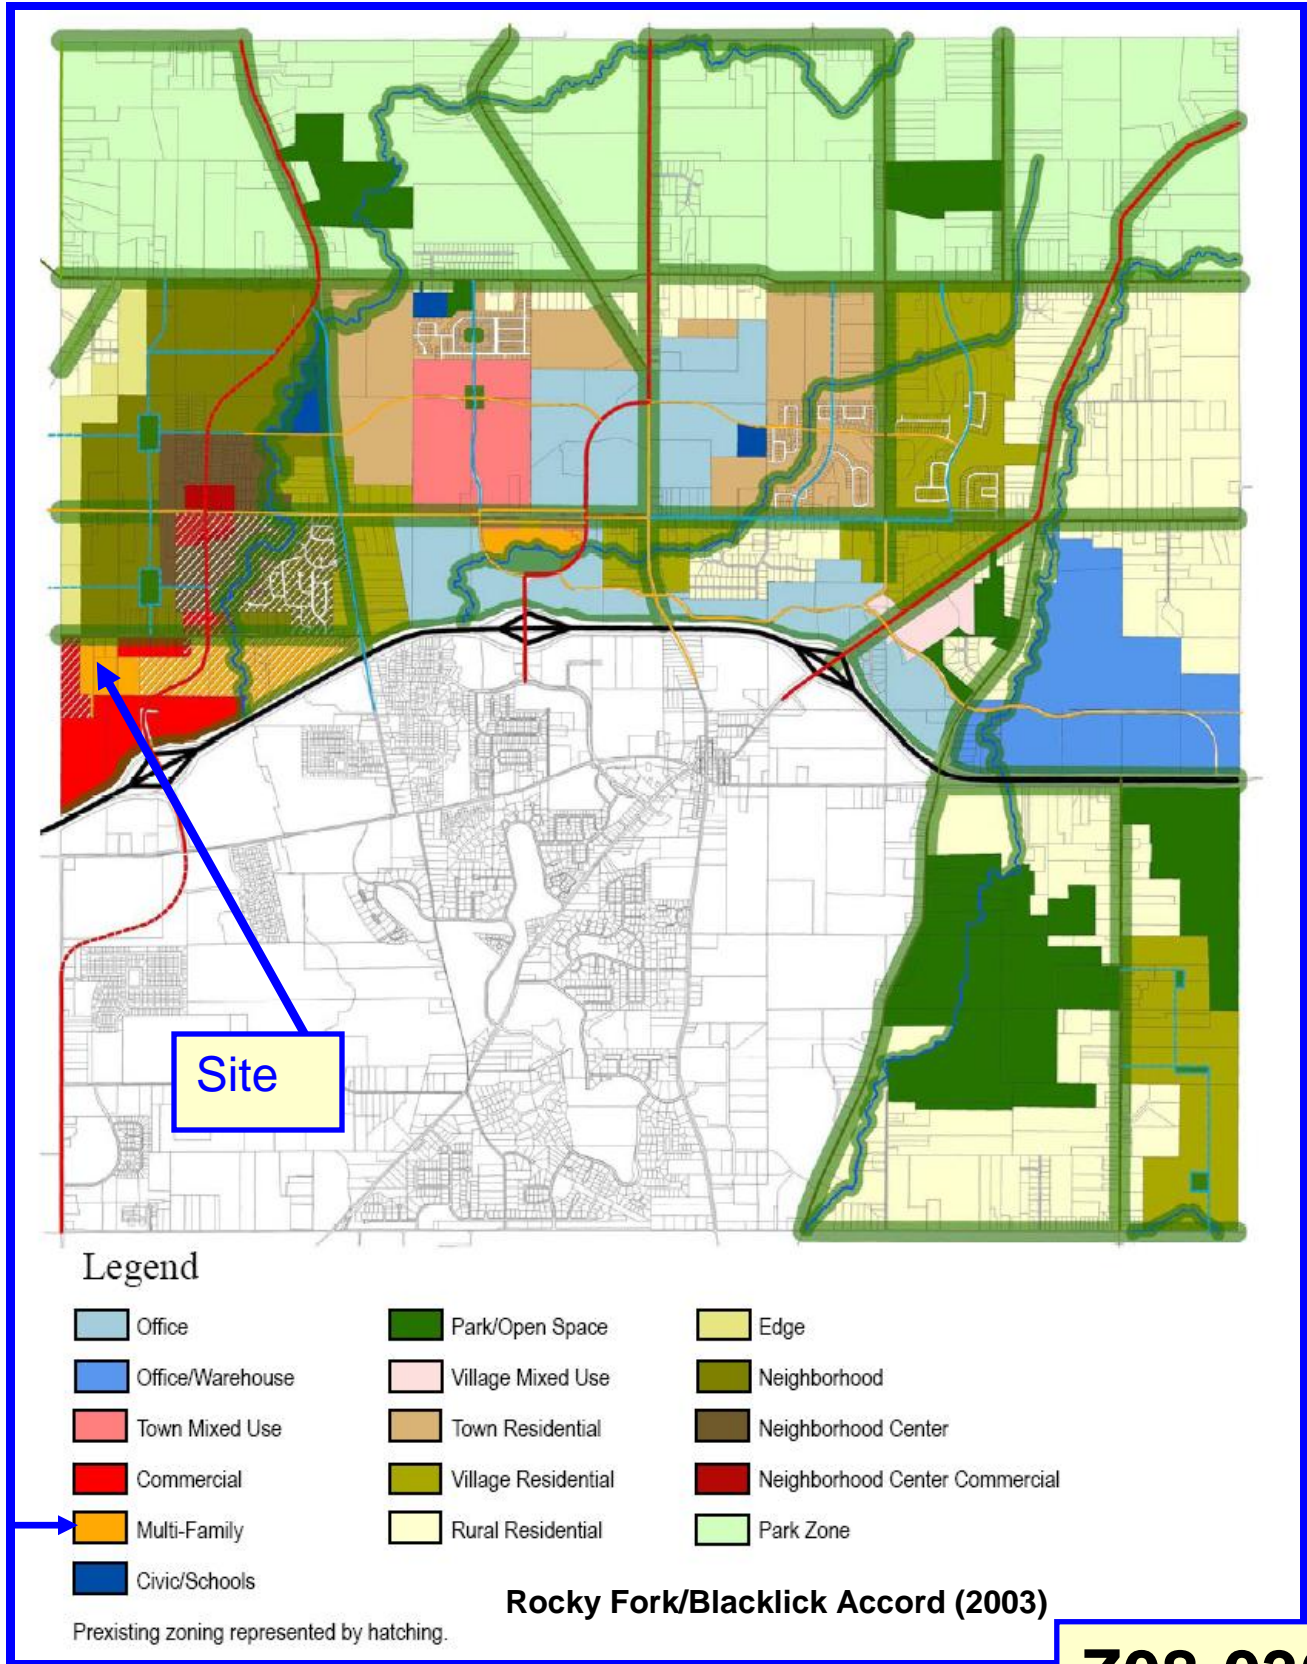 Site
Legend
Office
Park/Open Space
Edge
Office/Warehouse
Village Mixed Use
Neighborhood
Town Mixed Use
Town Residential
Neighborhood Center
Commercial
Village Residential
Neighborhood Center Commercial
Multi-Family
Rural Residential
Park Zone
Civic/Schools
Rocky Fork/Blacklick Accord (2003)
Prexisting zoning represented by hatching.